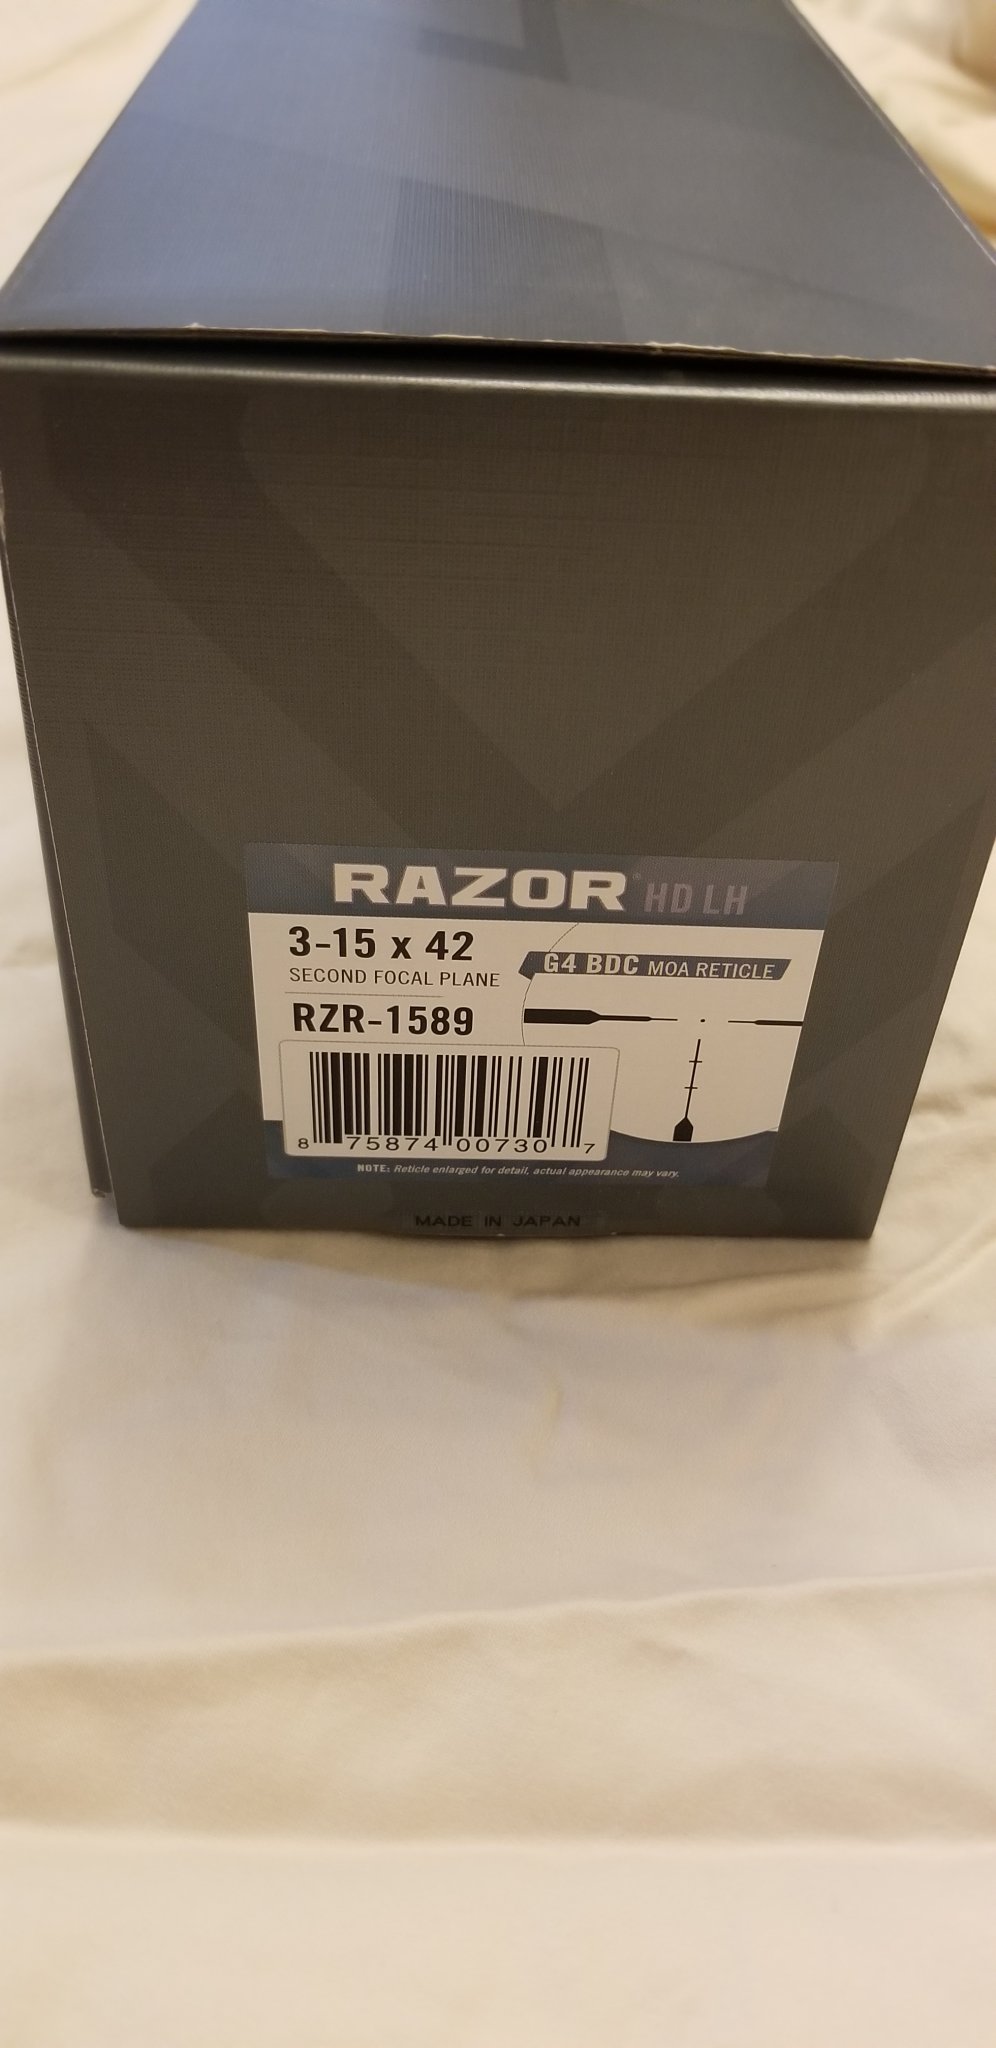 RAZOR® HD LH
3-15 x 42
SECOND FOCAL PLANE
G4 BDC MOA RETICLE
RZR-1589
8 75874 00730 7
NOTE: Reticle enlarged for detail, actual appearance may vary.
MADE IN JAPAN